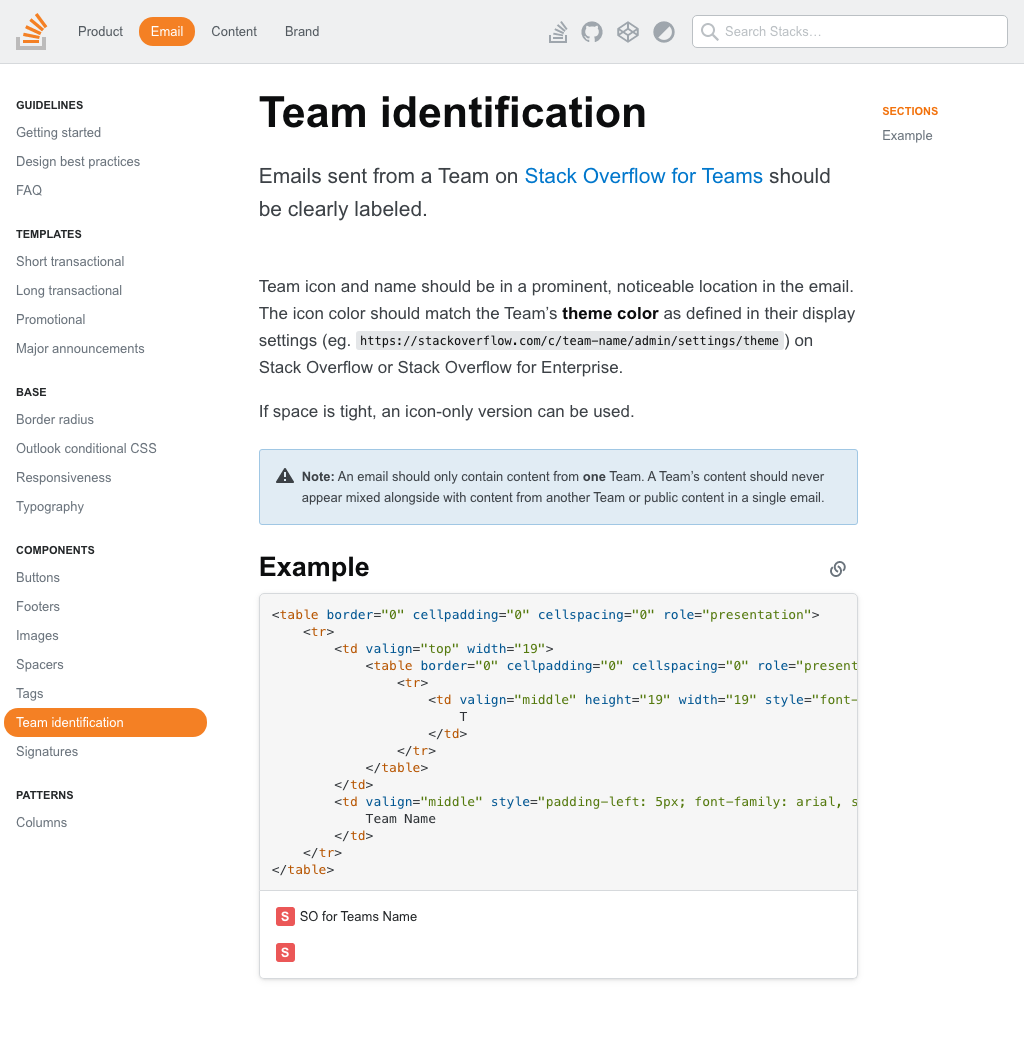 Product Email Content Brand Search Stacks...
GUIDELINES
Getting started
Design best practices
FAQ
TEMPLATES
Short transactional
Long transactional
Promotional
Major announcements
BASE
Border radius
Outlook conditional CSS
Responsiveness
Typography
COMPONENTS
Buttons
Footers
Images
Spacers
Tags
Team identification
Signatures
PATTERNS
Columns
Team identification
Emails sent from a Team on Stack Overflow for Teams should
be clearly labeled.
Team icon and name should be in a prominent, noticeable location in the email.
The icon color should match the Team’s theme color as defined in their display
settings (eg. https://stackoverflow.com/c/team-name/admin/settings/theme ) on
Stack Overflow or Stack Overflow for Enterprise.
If space is tight, an icon-only version can be used.
Note: An email should only contain content from one Team. A Team’s content should never
appear mixed alongside with content from another Team or public content in a single email.
Example
<table border="0" cellpadding="0" cellspacing="0" role="presentation">
    <tr>
        <td valign="top" width="19">
            <table border="0" cellpadding="0" cellspacing="0" role="present
                <tr>
                    <td valign="middle" height="19" width="19" style="font-
                        T
                    </td>
                </tr>
            </table>
        </td>
        <td valign="middle" style="padding-left: 5px; font-family: arial, s
            Team Name
        </td>
    </tr>
</table>
S SO for Teams Name
S
SECTIONS
Example